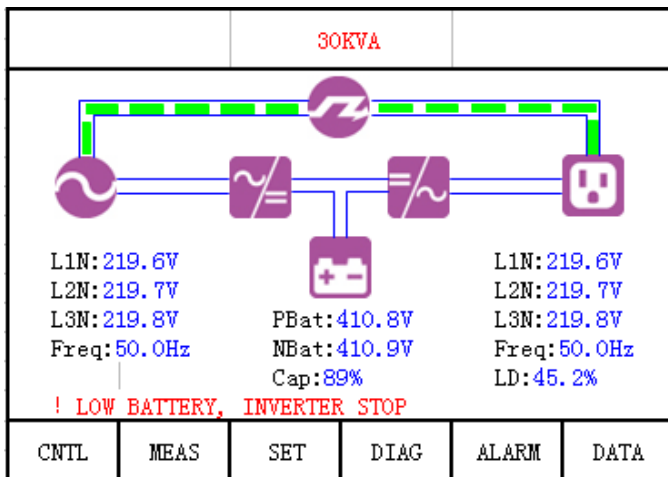 30KVA
L1N:219.6V
L2N:219.7V
L3N:219.8V
Freq:50.0Hz
PBat:410.8V
NBat:410.9V
Cap:89%
L1N:219.6V
L2N:219.7V
L3N:219.8V
Freq:50.0Hz
LD:45.2%
! LOW BATTERY, INVERTER STOP
CNTL MEAS SET DIAG ALARM DATA